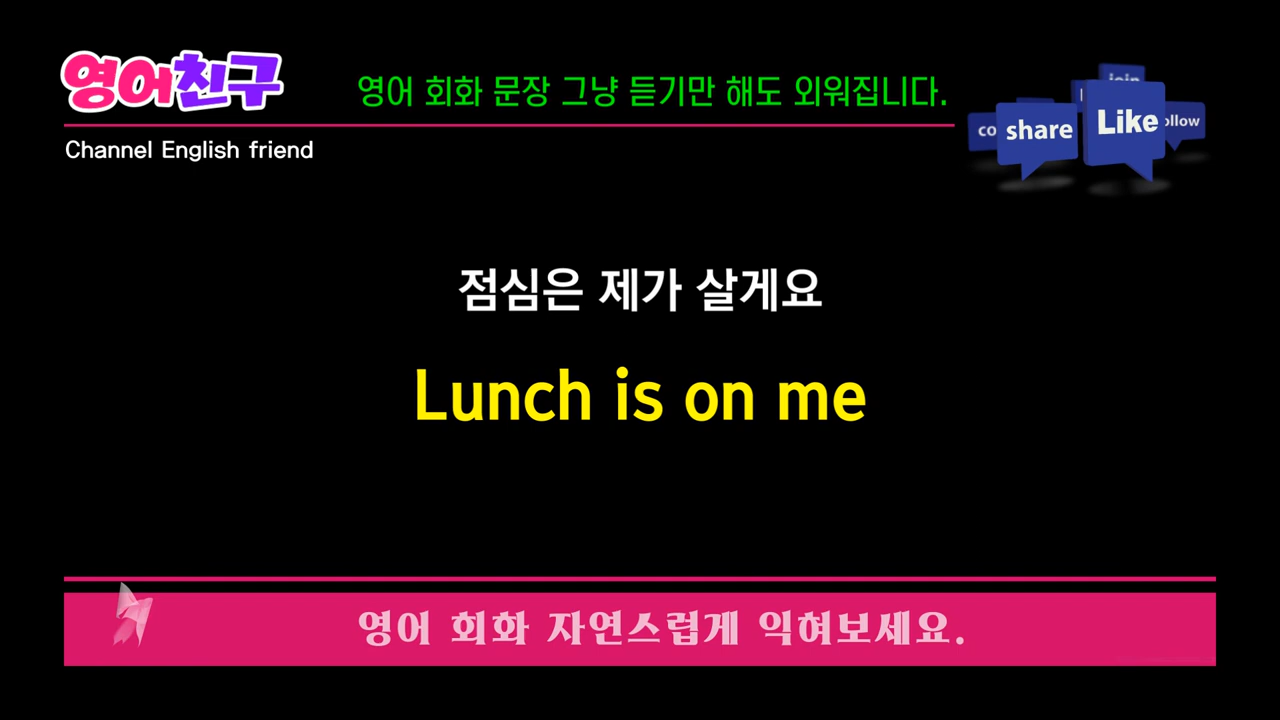 영어친구
영어 회화 문장 그냥 듣기만 해도 외워집니다.
Channel English friend
join
share
Like
점심은 제가 살게요
Lunch is on me
영어 회화 자연스럽게 익혀보세요.